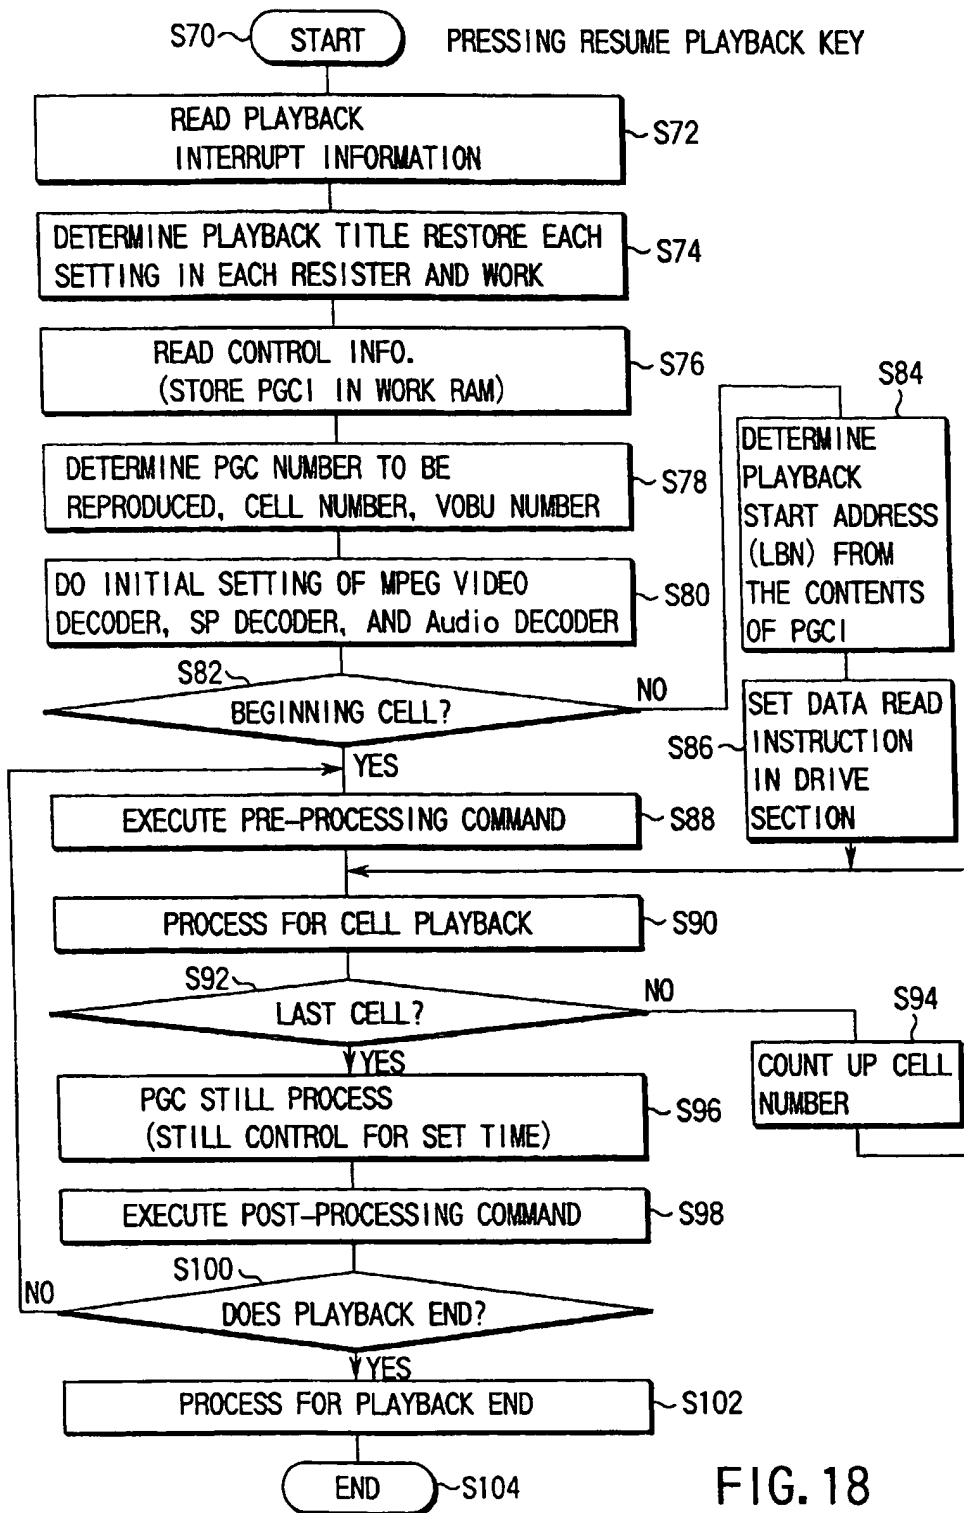 S70
START
PRESSING RESUME PLAYBACK KEY
READ PLAYBACK
INTERRUPT INFORMATION
S72
DETERMINE PLAYBACK TITLE RESTORE EACH
SETTING IN EACH RESISTER AND WORK
S74
READ CONTROL INFO.
(STORE PGCI IN WORK RAM)
S76
DETERMINE PGC NUMBER TO BE
REPRODUCED, CELL NUMBER, VOBU NUMBER
S78
DO INITIAL SETTING OF MPEG VIDEO
DECODER, SP DECODER, AND Audio DECODER
S80
S82
BEGINNING CELL?
NO
YES
S84
DETERMINE
PLAYBACK
START ADDRESS
(LBN) FROM
THE CONTENTS
OF PGCI
S86
SET DATA READ
INSTRUCTION
IN DRIVE
SECTION
EXECUTE PRE-PROCESSING COMMAND
S88
PROCESS FOR CELL PLAYBACK
S90
S92
LAST CELL?
NO
YES
S94
COUNT UP CELL
NUMBER
PGC STILL PROCESS
(STILL CONTROL FOR SET TIME)
S96
EXECUTE POST-PROCESSING COMMAND
S98
S100
NO
DOES PLAYBACK END?
YES
PROCESS FOR PLAYBACK END
S102
END
S104
FIG. 18